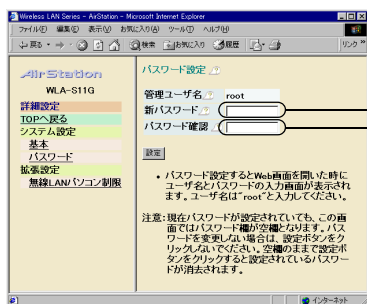 Wireless LAN Series - AirStation - Microsoft Internet Explorer
ファイル(F) 編集(E) 表示(V) お気に入り(A) ツール(T) ヘルプ(H)
戻る 検索 お気に入り 履歴 リンク »
AirStation
WLA-S11G
詳細設定
TOPへ戻る
システム設定
基本
パスワード
拡張設定
無線LANパソコン制限
パスワード設定
管理ユーザ名 root
新パスワード
パスワード確認
設定
• パスワード設定するとWeb画面を開いた時に
ユーザ名とパスワードの入力画面が表示され
ます。ユーザ名は"root"と入力してください。
注意:現在パスワードが設定されていても、この画
面ではパスワード欄が空欄となります。パス
ワードを変更しない場合は、設定ボタンをク
リックしないでください。空欄のままで設定ボ
タンをクリックすると設定されているパスワー
ドが消去されます。
インターネット